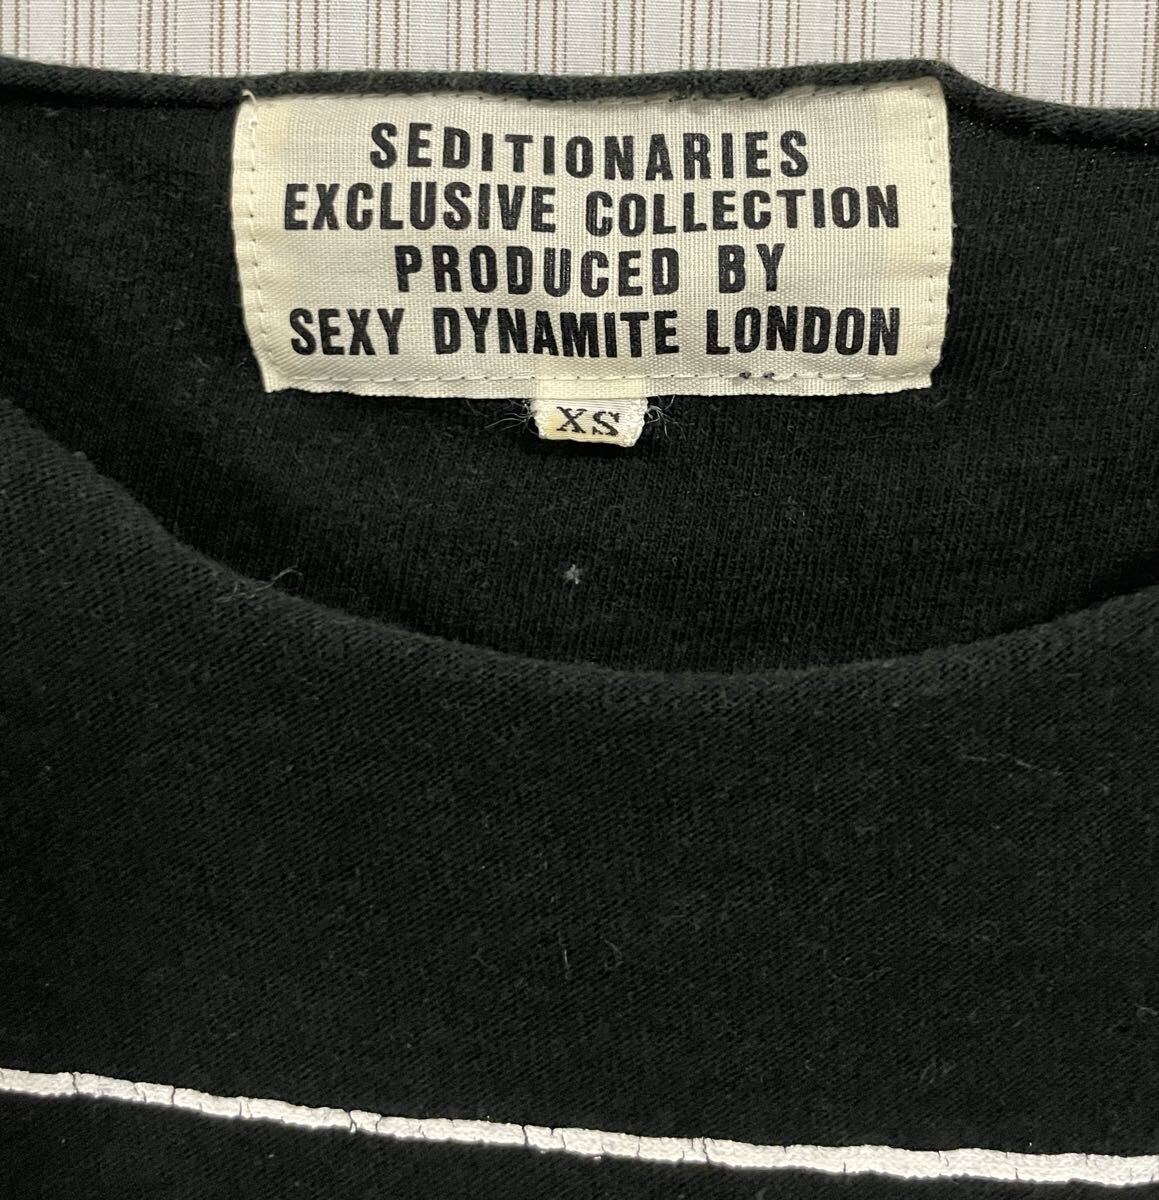 SEDITIONARIES
EXCLUSIVE COLLECTION
PRODUCED BY
SEXY DYNAMITE LONDON
XS